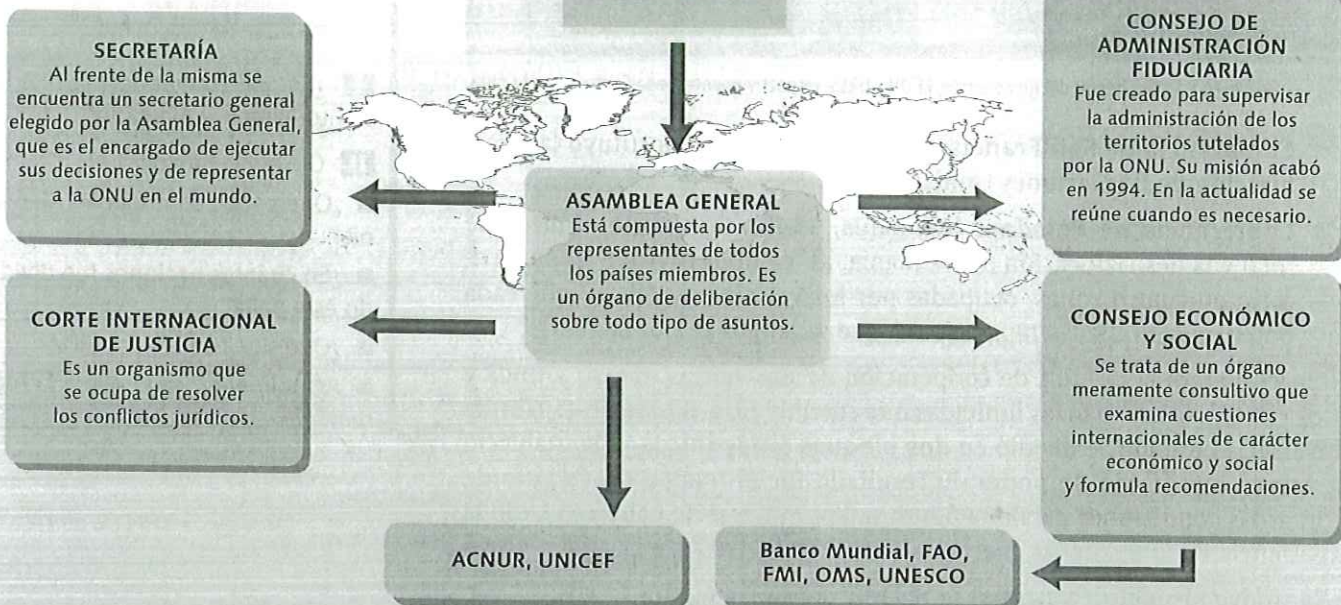 SECRETARÍA
Al frente de la misma se
encuentra un secretario general
elegido por la Asamblea General,
que es el encargado de ejecutar
sus decisiones y de representar
a la ONU en el mundo.
CONSEJO DE
ADMINISTRACIÓN
FIDUCIARIA
Fue creado para supervisar
la administración de los
territorios tutelados
por la ONU. Su misión acabó
en 1994. En la actualidad se
reúne cuando es necesario.
ASAMBLEA GENERAL
Está compuesta por los
representantes de todos
los países miembros. Es
un órgano de deliberación
sobre todo tipo de asuntos.
CORTE INTERNACIONAL
DE JUSTICIA
Es un organismo que
se ocupa de resolver
los conflictos jurídicos.
CONSEJO ECONÓMICO
Y SOCIAL
Se trata de un órgano
meramente consultivo que
examina cuestiones
internacionales de carácter
económico y social
y formula recomendaciones.
ACNUR, UNICEF
Banco Mundial, FAO,
FMI, OMS, UNESCO